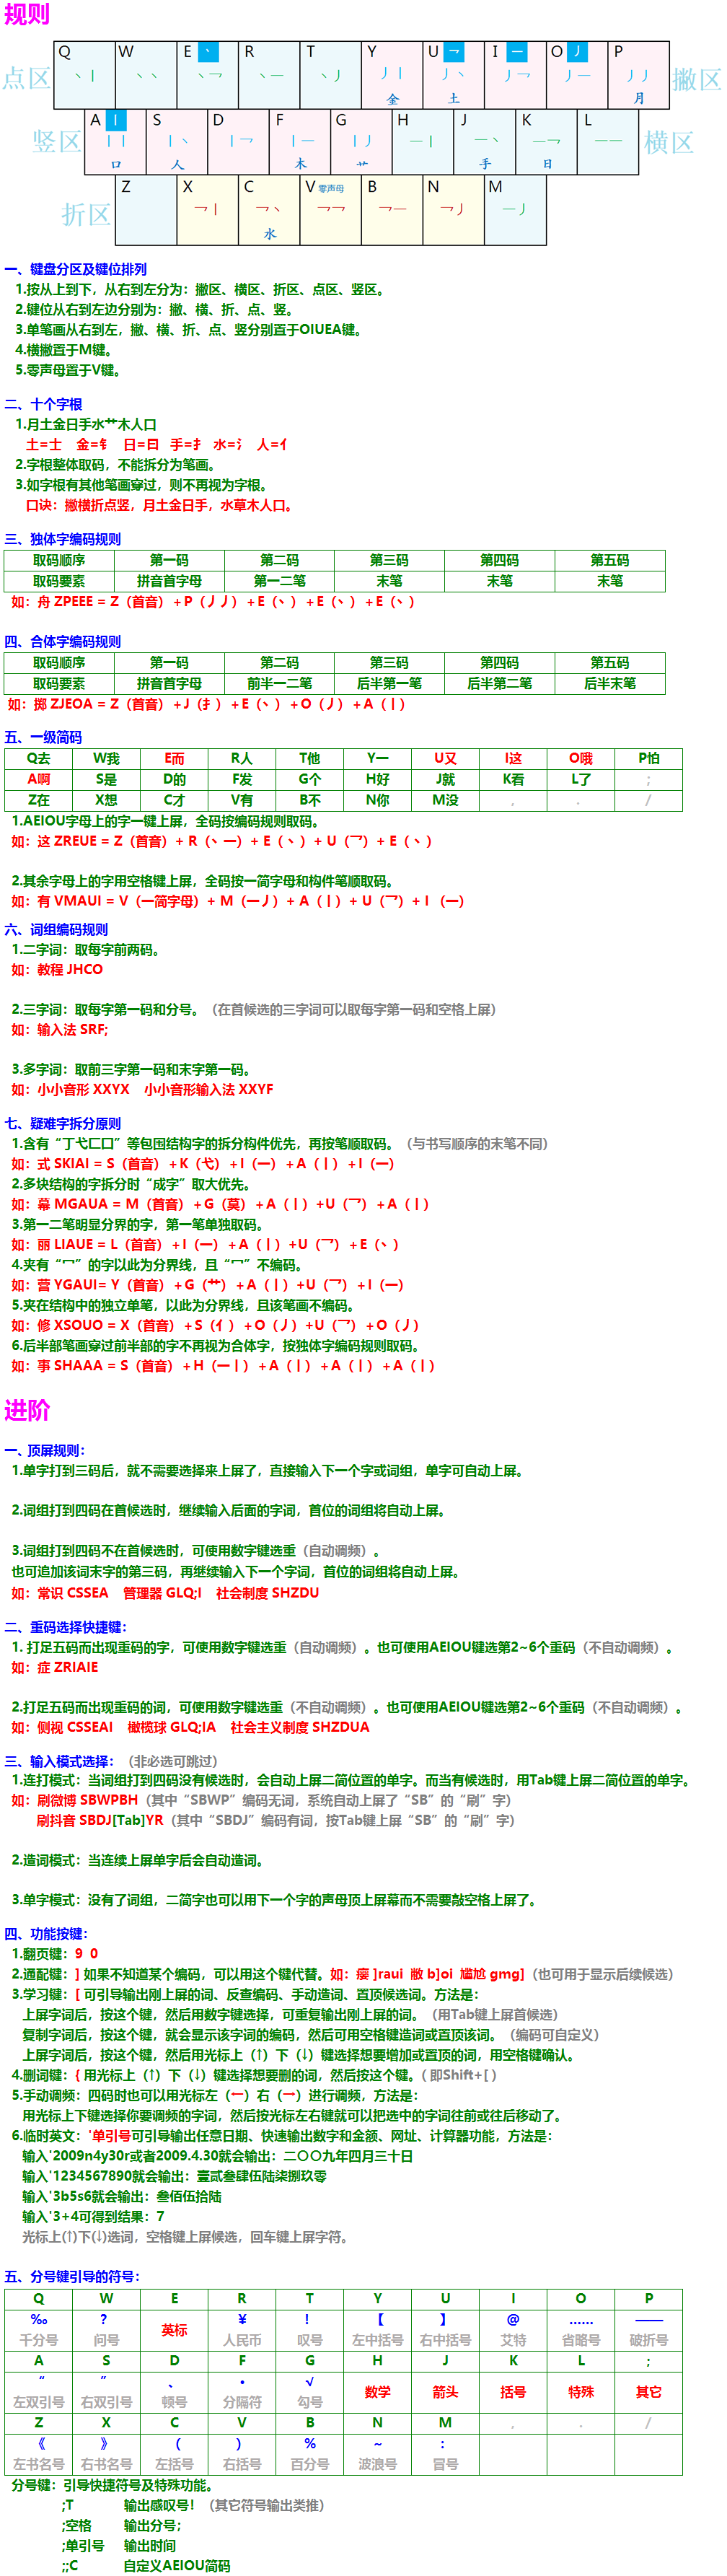 规则
Q W E 丶 R T Y U 乛 I 一 O 丿 P
丶丨 丶丶 丶乛 丶一 丶丿 丿丨 丿丶 丿乛 丿一 丿丿
点区 撇区
金 土 月
A 丨 S D F G H J K L
丨丨 丨丶 丨乛 丨一 丨丿 一丨 一丶 一乛 一一
竖区 横区
口 人 木 艹 手 日
Z X C V 零声母 B N M
折区 乛丨 乛丶 乛乛 乛一 乛丿 一丿
水
一、键盘分区及键位排列
1.按从上到下，从右到左分为：撇区、横区、折区、点区、竖区。
2.键位从右到左边分别为：撇、横、折、点、竖。
3.单笔画从右到左，撇、横、折、点、竖分别置于OIUEA键。
4.横撇置于M键。
5.零声母置于V键。
二、十个字根
1.月土金日手水艹木人口
土=士 金=钅 日=曰 手=扌 水=氵 人=亻
2.字根整体取码，不能拆分为笔画。
3.如字根有其他笔画穿过，则不再视为字根。
口诀：撇横折点竖，月土金日手，水草木人口。
三、独体字编码规则
取码顺序 第一码 第二码 第三码 第四码 第五码
取码要素 拼音首字母 第一二笔 末笔 末笔 末笔
如：舟 ZPEEE = Z（首音）+P（丿丿）+E（丶）+E（丶）+E（丶）
四、合体字编码规则
取码顺序 第一码 第二码 第三码 第四码 第五码
取码要素 拼音首字母 前半一二笔 后半第一笔 后半第二笔 后半末笔
如：掷 ZJEOA = Z（首音）+J（扌）+E（丶）+O（丿）+A（丨）
五、一级简码
Q去 W我 E而 R人 T他 Y一 U又 I这 O哦 P怕
A啊 S是 D的 F发 G个 H好 J就 K看 L了 ;
Z在 X想 C才 V有 B不 N你 M没 , . /
1.AEIOU字母上的字一键上屏，全码按编码规则取码。
如：这 ZREUE = Z（首音）+ R（丶一）+ E（丶）+ U（乛）+ E（丶）
2.其余字母上的字用空格键上屏，全码按一简字母和构件笔顺取码。
如：有 VMAUI = V（一简字母）+ M（一丿）+ A（丨）+ U（乛）+ I （一）
六、词组编码规则
1.二字词：取每字前两码。
如：教程 JHCO
2.三字词：取每字第一码和分号。（在首候选的三字词可以取每字第一码和空格上屏）
如：输入法 SRF;
3.多字词：取前三字第一码和末字第一码。
如：小小音形 XXYX 小小音形输入法 XXYF
七、疑难字拆分原则
1.含有“丁弋匚囗”等包围结构字的拆分构件优先，再按笔顺取码。（与书写顺序的末笔不同）
如：式 SKIAI = S（首音）+K（弋）+I（一）+A（丨）+I（一）
2.多块结构的字拆分时“成字”取大优先。
如：幕 MGAUA = M（首音）+G（莫）+A（丨）+U（乛）+A（丨）
3.第一二笔明显分界的字，第一笔单独取码。
如：丽 LIAUE = L（首音）+I（一）+A（丨）+U（乛）+E（丶）
4.夹有“冖”的字以此为分界线，且“冖”不编码。
如：营 YGAUI= Y（首音）+G（艹）+A（丨）+U（乛）+I（一）
5.夹在结构中的独立单笔，以此为分界线，且该笔画不编码。
如：修 XSOUO = X（首音）+S（亻）+O（丿）+U（乛）+O（丿）
6.后半部笔画穿过前半部的字不再视为合体字，按独体字编码规则取码。
如：事 SHAAA = S（首音）+H（一丨）+A（丨）+A（丨）+A（丨）
进阶
一、顶屏规则：
1.单字打到三码后，就不需要选择来上屏了，直接输入下一个字或词组，单字可自动上屏。
2.词组打到四码在首候选时，继续输入后面的字词，首位的词组将自动上屏。
3.词组打到四码不在首候选时，可使用数字键选重（自动调频）。
也可追加该词末字的第三码，再继续输入下一个字词，首位的词组将自动上屏。
如：常识 CSSEA 管理器 GLQ;I 社会制度 SHZDU
二、重码选择快捷键：
1. 打足五码而出现重码的字，可使用数字键选重（自动调频）。也可使用AEIOU键选第2~6个重码（不自动调频）。
如：症 ZRIAIE
2.打足五码而出现重码的词，可使用数字键选重（不自动调频）。也可使用AEIOU键选第2~6个重码（不自动调频）。
如：侧视 CSSEAI 橄榄球 GLQ;IA 社会主义制度 SHZDUA
三、输入模式选择：（非必选可跳过）
1.连打模式：当词组打到四码没有候选时，会自动上屏二简位置的单字。而当有候选时，用Tab键上屏二简位置的单字。
如：刷微博 SBWPBH（其中“SBWP”编码无词，系统自动上屏了“SB”的“刷”字）
刷抖音 SBDJ[Tab]YR（其中“SBDJ”编码有词，按Tab键上屏“SB”的“刷”字）
2.造词模式：当连续上屏单字后会自动造词。
3.单字模式：没有了词组，二简字也可以用下一个字的声母顶上屏幕而不需要敲空格上屏了。
四、功能按键：
1.翻页键：9 0
2.通配键：] 如果不知道某个编码，可以用这个键代替。如：瘿 ]raui 敝 b]oi 尴尬 gmg]（也可用于显示后续候选）
3.学习键：[ 可引导输出刚上屏的词、反查编码、手动造词、置顶候选词。方法是：
上屏字词后，按这个键，然后用数字键选择，可重复输出刚上屏的词。（用Tab键上屏首候选）
复制字词后，按这个键，就会显示该字词的编码，然后可用空格键造词或置顶该词。（编码可自定义）
上屏字词后，按这个键，然后用光标上（↑）下（↓）键选择想要增加或置顶的词，用空格键确认。
4.删词键：{ 用光标上（↑）下（↓）键选择想要删的词，然后按这个键。( 即Shift+[ )
5.手动调频：四码时也可以用光标左（←）右（→）进行调频，方法是：
用光标上下键选择你要调频的字词，然后按光标左右键就可以把选中的字词往前或往后移动了。
6.临时英文：'单引号可引导输出任意日期、快速输出数字和金额、网址、计算器功能，方法是：
输入'2009n4y30r或者2009.4.30就会输出：二〇〇九年四月三十日
输入'1234567890就会输出：壹贰叁肆伍陆柒捌玖零
输入'3b5s6就会输出：叁佰伍拾陆
输入'3+4可得到结果：7
光标上(↑)下(↓)选词，空格键上屏候选，回车键上屏字符。
五、分号键引导的符号：
Q W E R T Y U I O P
‰ ？ 英标 ¥ ！ 【 】 @ …… ——
千分号 问号 人民币 叹号 左中括号 右中括号 艾特 省略号 破折号
A S D F G H J K L ;
“ ” 、 · √ 数学 箭头 括号 特殊 其它
左双引号 右双引号 顿号 分隔符 勾号
Z X C V B N M , . /
《 》 （ ） % ~ ：
左书名号 右书名号 左括号 右括号 百分号 波浪号 冒号
分号键：引导快捷符号及特殊功能。
;T 输出感叹号！（其它符号输出类推）
;空格 输出分号；
;单引号 输出时间
;;C 自定义AEIOU简码